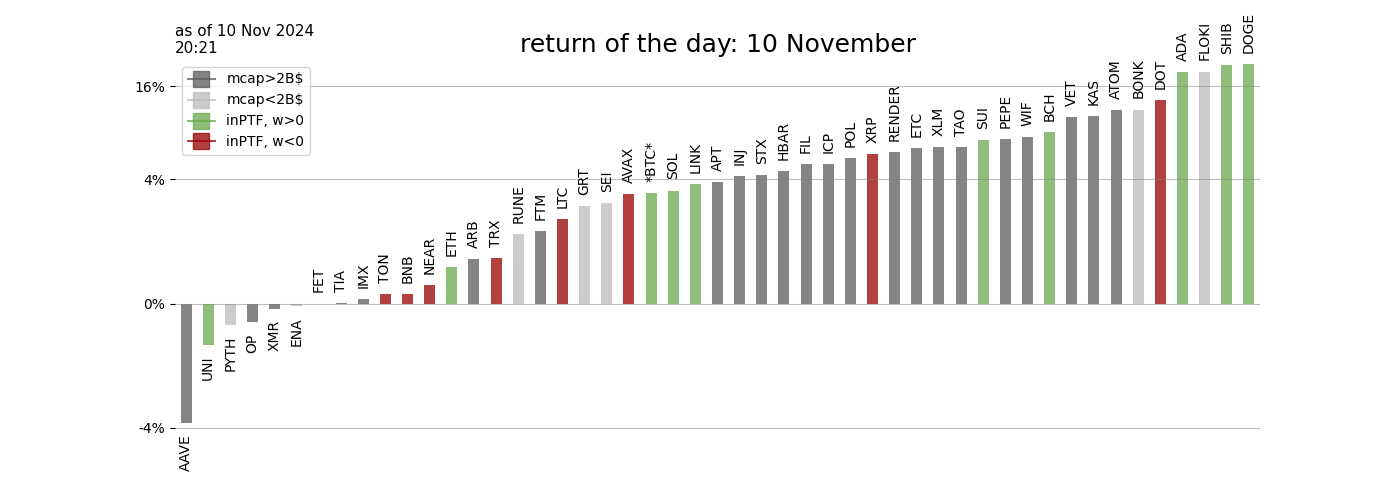 as of 10 Nov 2024
20:21
return of the day: 10 November
mcap>2B$
mcap<2B$
inPTF, w>0
inPTF, w<0
16%
4%
0%
-4%
AAVE
UNI
PYTH
OP
XMR
ENA
FET
TIA
IMX
TON
BNB
NEAR
ETH
ARB
TRX
RUNE
FTM
LTC
GRT
SEI
AVAX
*BTC*
SOL
LINK
APT
INJ
STX
HBAR
FIL
ICP
POL
XRP
RENDER
ETC
XLM
TAO
SUI
PEPE
WIF
BCH
VET
KAS
ATOM
BONK
DOT
ADA
FLOKI
SHIB
DOGE